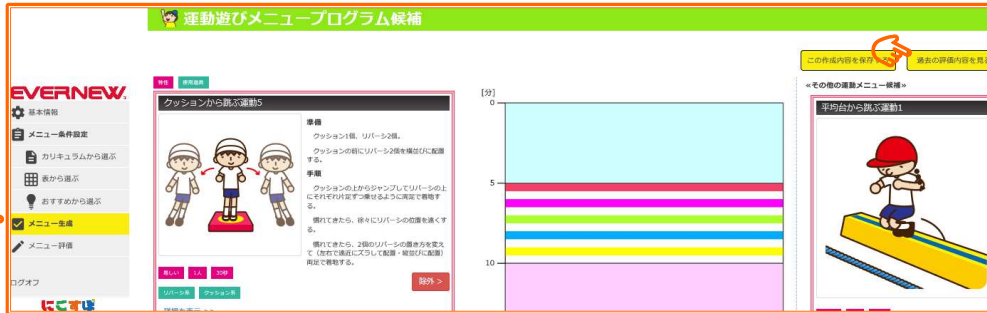 運動遊びメニュープログラム候補
この作成内容を保存
過去の評価内容を見
EVERNEW
基本情報
メニュー条件設定
カリキュラムから選ぶ
表から選ぶ
おすすめから選ぶ
メニュー生成
メニュー評価
ログオフ
にこすぽ
特性
使用遊具
クッションから跳ぶ運動5
準備
クッション1個、リバーシ2個。
クッションの前にリバーシ2個を横並びに配置
する。
手順
クッションの上からジャンプしてリバーシの上
にそれぞれ片足ずつ乗せるように両足で着地す
る。
慣れてきたら、徐々にリバーシの位置を遠くす
る。
慣れてきたら、2個のリバーシの置き方を変え
て（左右で遠近にズラして配置・縦並びに配置）
両足で着地する。
難しい
1人
30秒
除外 >
リバーシ系
クッション系
[分]
0
5
10
«その他の運動メニュー候補»
平均台から跳ぶ運動1